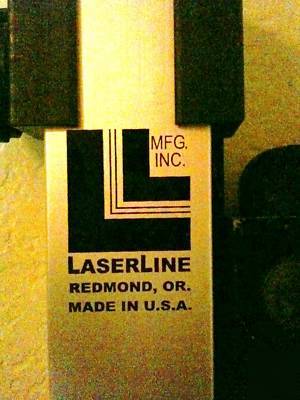 MFG.
INC.
LASERLINE
REDMOND, OR.
MADE IN U.S.A.